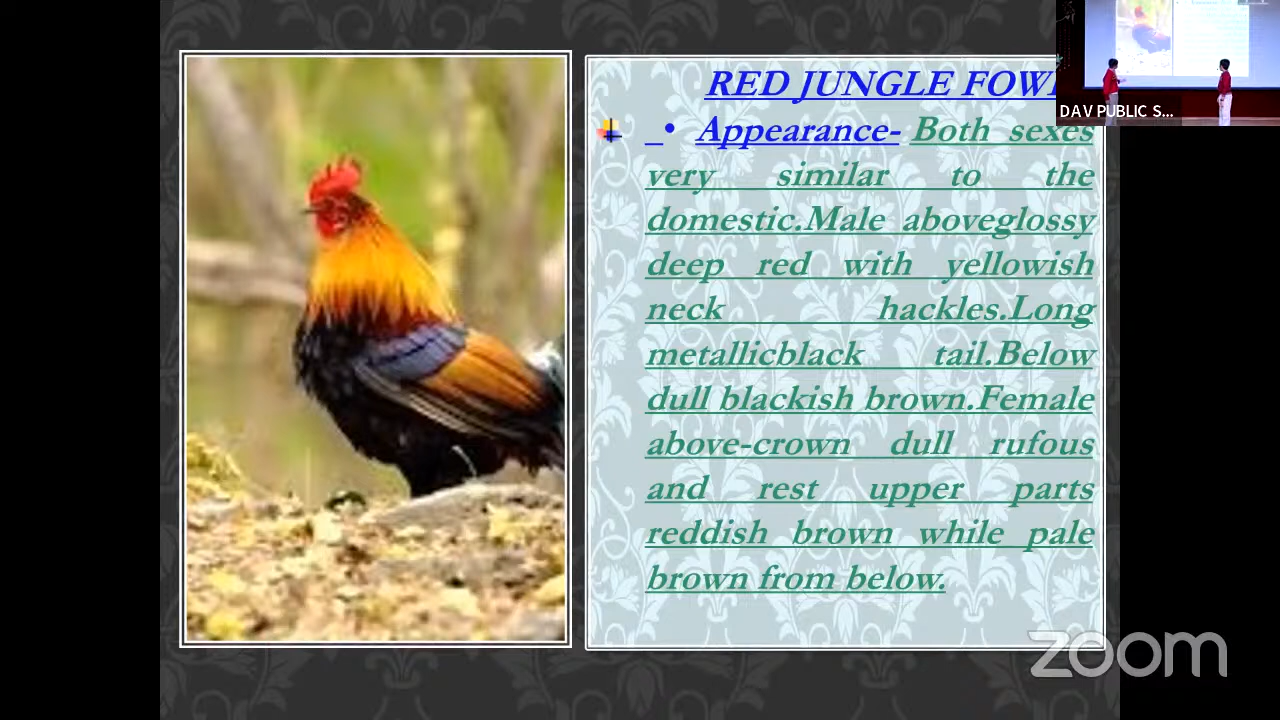 RED JUNGLE FOWL
• Appearance- Both sexes
very similar to the
domestic.Male aboveglossy
deep red with yellowish
neck hackles.Long
metallicblack tail.Below
dull blackish brown.Female
above-crown dull rufous
and rest upper parts
reddish brown while pale
brown from below.
DAV PUBLIC S...
zoom